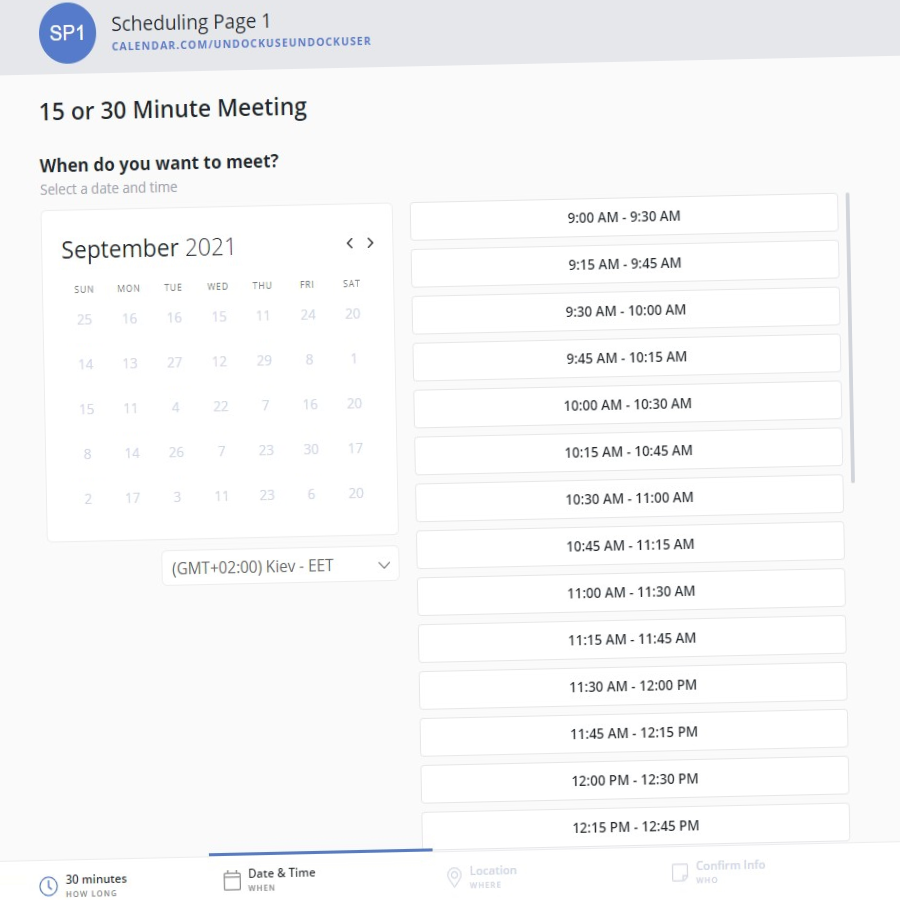 SP1
Scheduling Page 1
CALENDAR.COM/UNDOCKUSEUNDOCKUSER
15 or 30 Minute Meeting
When do you want to meet?
Select a date and time
September 2021
SUN MON TUE WED THU FRI SAT
25 16 16 15 11 24 20
14 13 27 12 29 8 1
15 11 4 22 7 16 20
8 14 26 7 23 30 17
2 17 3 11 23 6 20
(GMT+02:00) Kiev - EET
9:00 AM - 9:30 AM
9:15 AM - 9:45 AM
9:30 AM - 10:00 AM
9:45 AM - 10:15 AM
10:00 AM - 10:30 AM
10:15 AM - 10:45 AM
10:30 AM - 11:00 AM
10:45 AM - 11:15 AM
11:00 AM - 11:30 AM
11:15 AM - 11:45 AM
11:30 AM - 12:00 PM
11:45 AM - 12:15 PM
12:00 PM - 12:30 PM
12:15 PM - 12:45 PM
30 minutes
HOW LONG
Date & Time
WHEN
Location
WHERE
Confirm Info
WHO